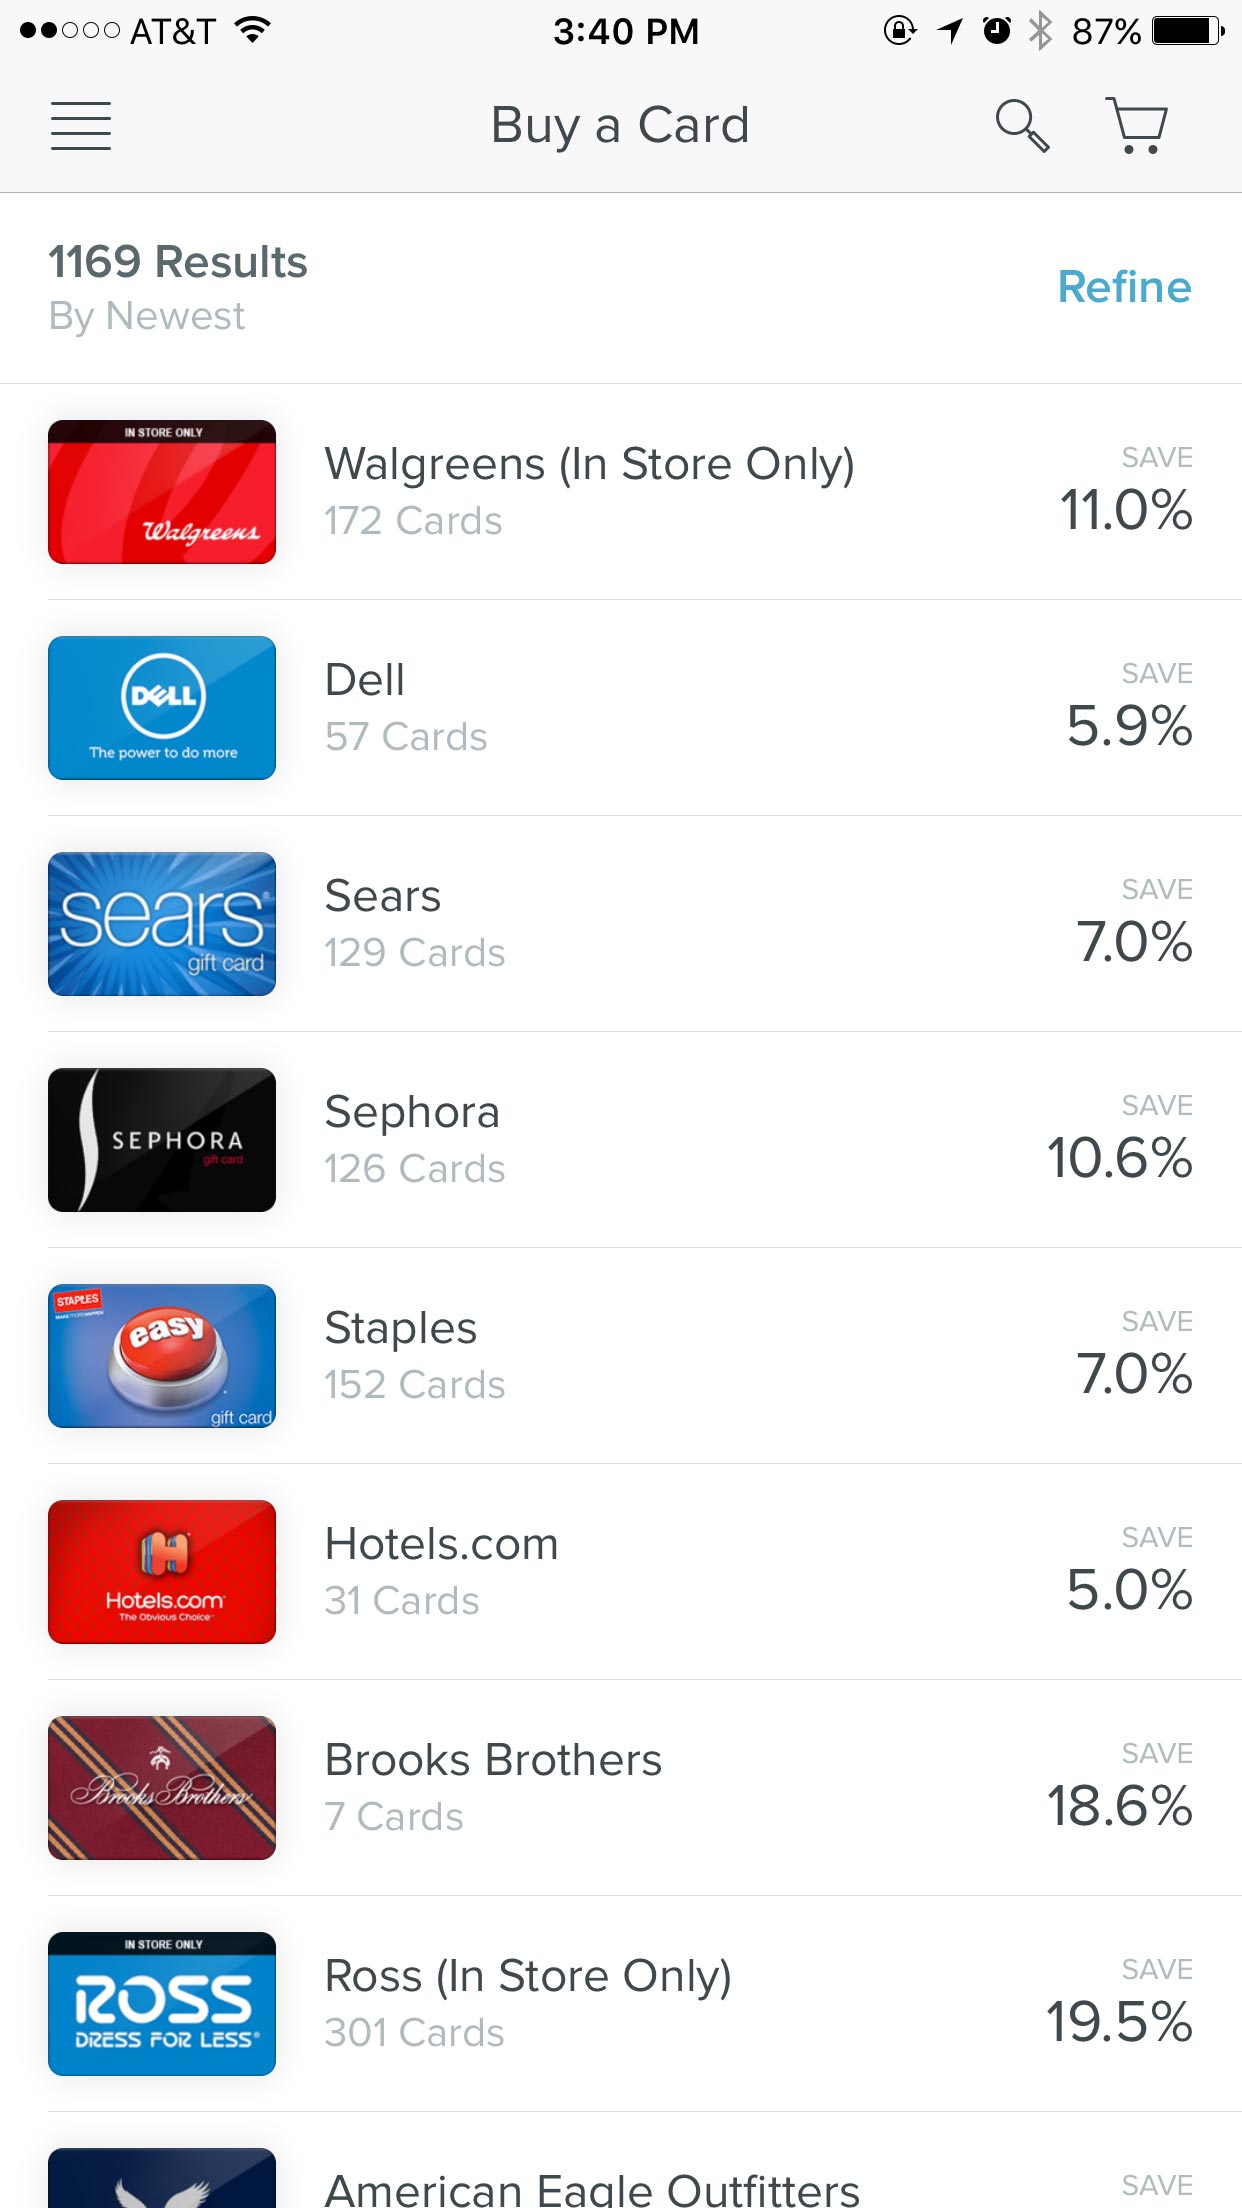 AT&T 3:40 PM 87%
Buy a Card
1169 Results
By Newest
Refine
IN STORE ONLY
Walgreens
Walgreens (In Store Only)
172 Cards
SAVE
11.0%
DELL
The power to do more
Dell
57 Cards
SAVE
5.9%
sears®
gift card
Sears
129 Cards
SAVE
7.0%
SEPHORA
gift card
Sephora
126 Cards
SAVE
10.6%
STAPLES
MAKE MORE HAPPEN
easy
gift card
Staples
152 Cards
SAVE
7.0%
H
Hotels.com
The Obvious Choice
Hotels.com
31 Cards
SAVE
5.0%
Brooks Brothers
Brooks Brothers
7 Cards
SAVE
18.6%
IN STORE ONLY
ROSS
DRESS FOR LESS®
Ross (In Store Only)
301 Cards
SAVE
19.5%
American Eagle Outfitters
SAVE